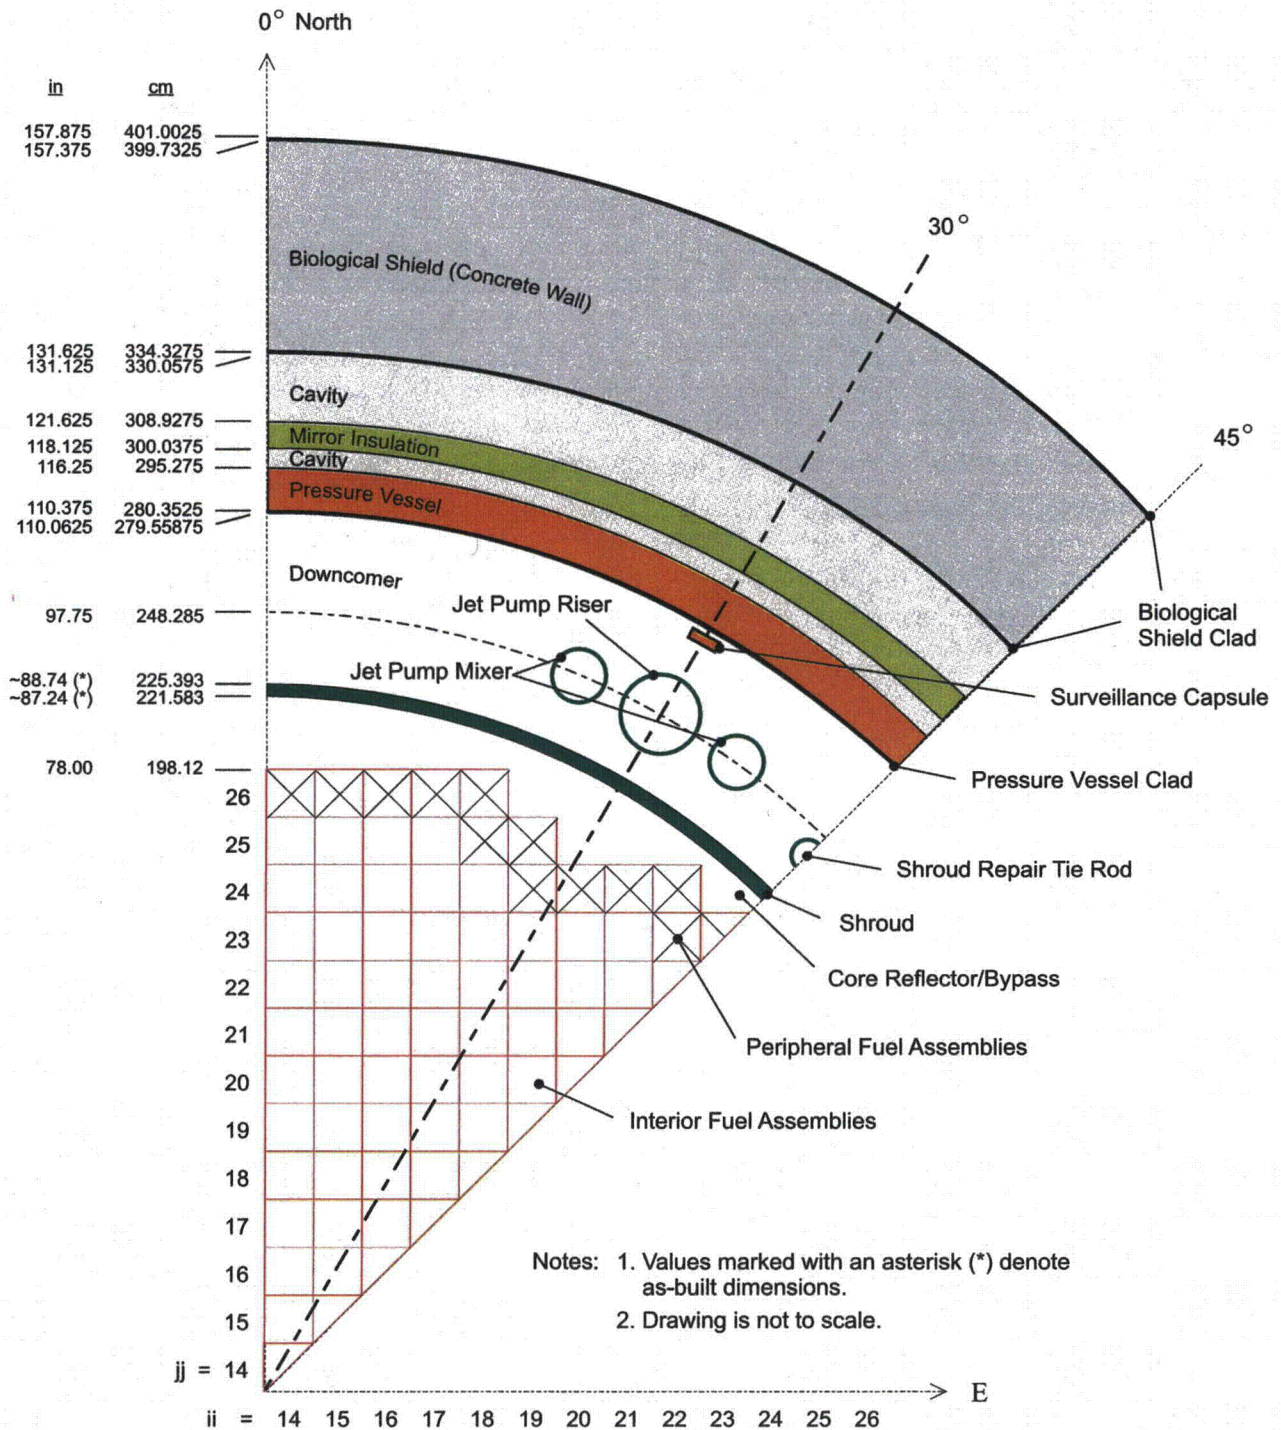 0° North
in cm
157.875 401.0025
157.375 399.7325
30°
Biological Shield (Concrete Wall)
131.625 334.3275
131.125 330.0575
Cavity
45°
121.625 308.9275
Mirror Insulation
118.125 300.0375
Cavity
116.25 295.275
Pressure Vessel
110.375 280.3525
110.0625 279.55875
Downcomer
Jet Pump Riser
97.75 248.285
Biological
Shield Clad
Jet Pump Mixer
~88.74 (*) 225.393
~87.24 (*) 221.583
Surveillance Capsule
78.00 198.12
Pressure Vessel Clad
26
25
Shroud Repair Tie Rod
24
Shroud
23
Core Reflector/Bypass
22
21
Peripheral Fuel Assemblies
20
Interior Fuel Assemblies
19
18
17
Notes: 1. Values marked with an asterisk (*) denote
as-built dimensions.
16
2. Drawing is not to scale.
15
jj = 14
E
ii = 14 15 16 17 18 19 20 21 22 23 24 25 26